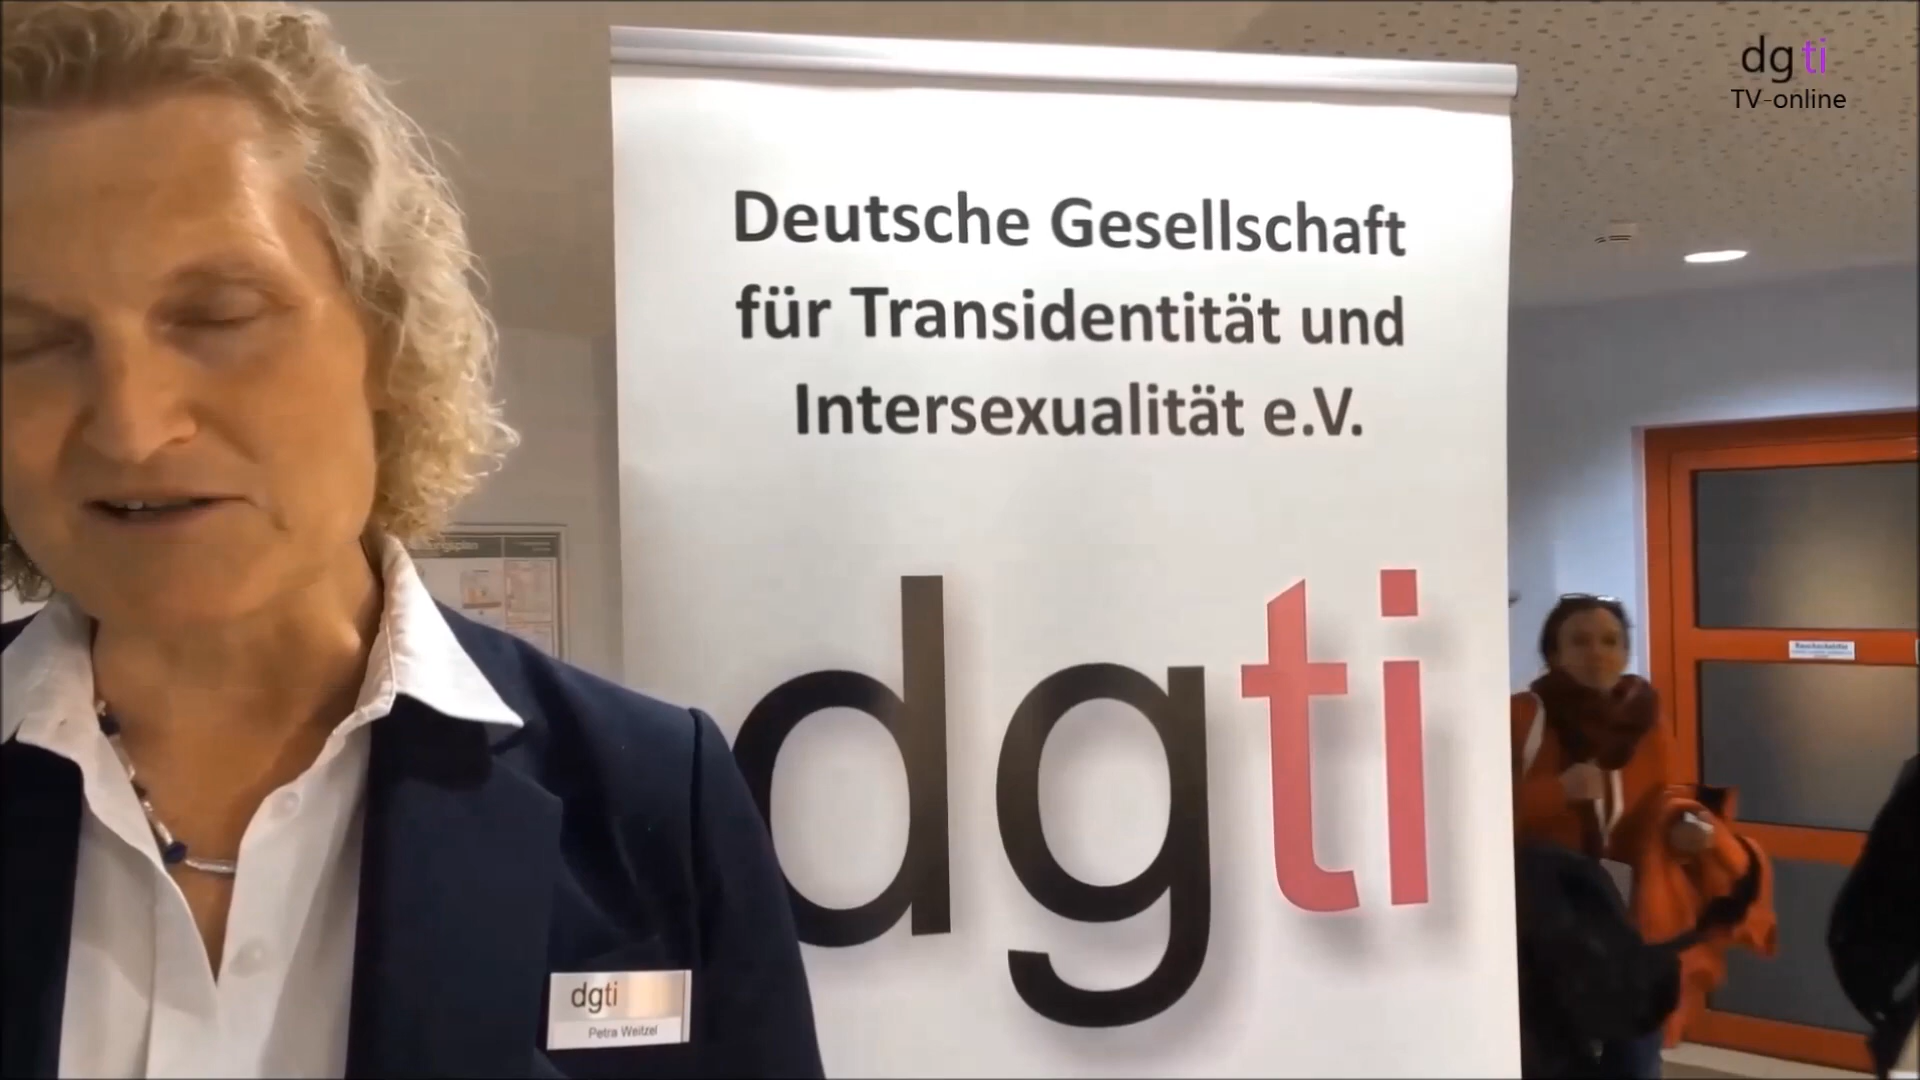 dgti
TV-online
Deutsche Gesellschaft
für Transidentität und
Intersexualität e.V.
dgti
dgti
Petra Weitzel